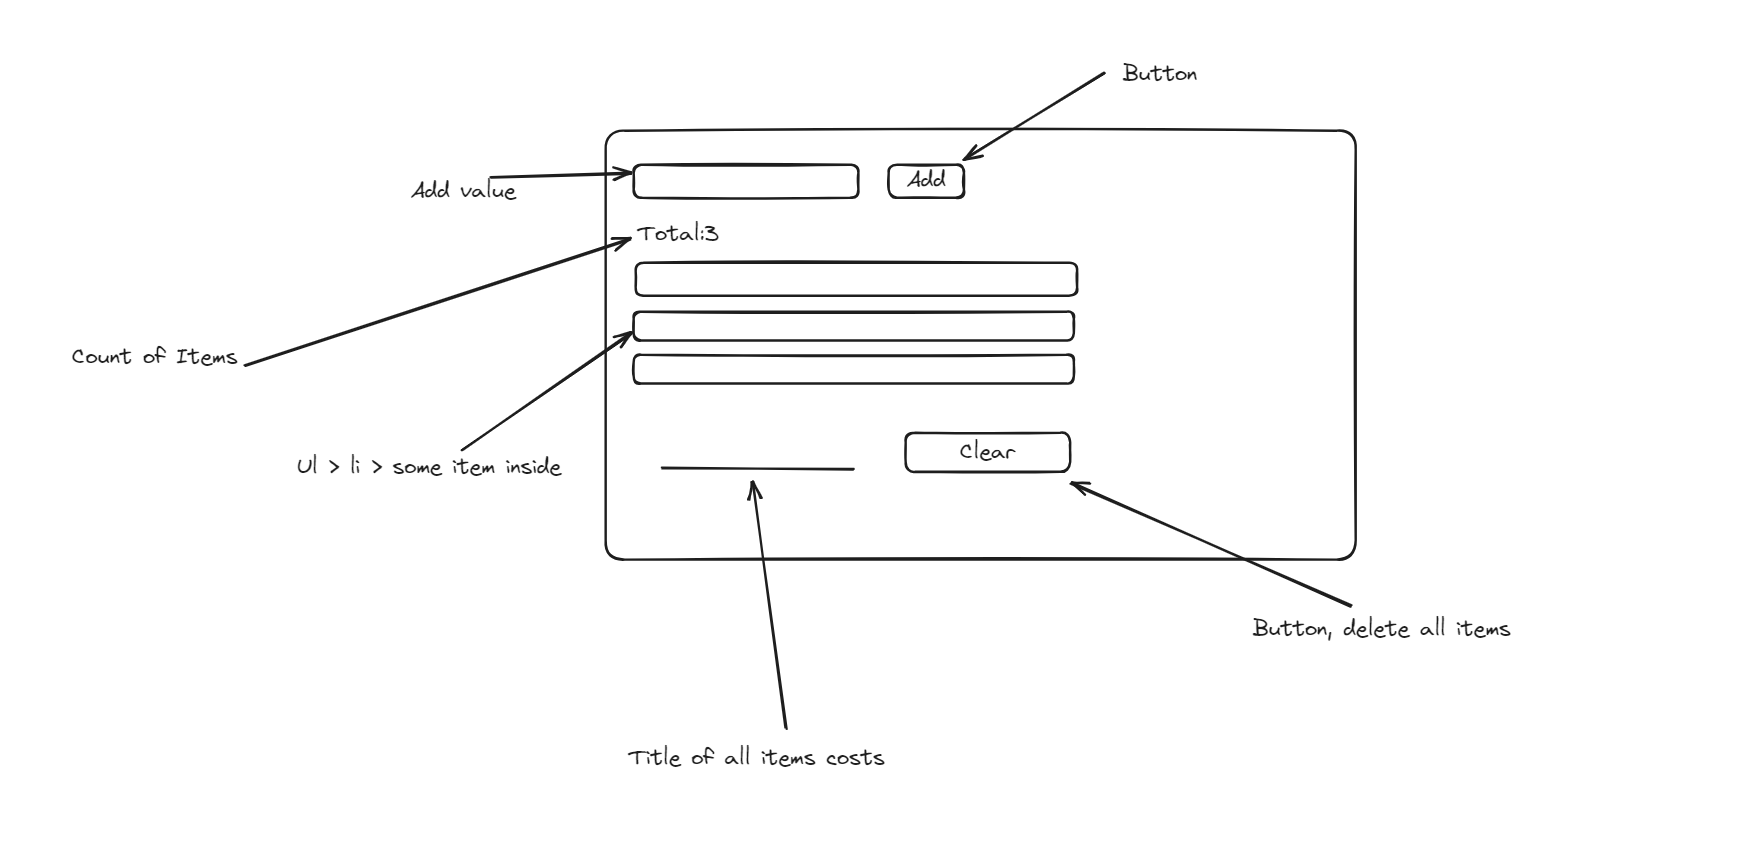 Button
Add value
Add
Total:3
Count of Items
Ul > li > some item inside
Clear
Button, delete all items
Title of all items costs